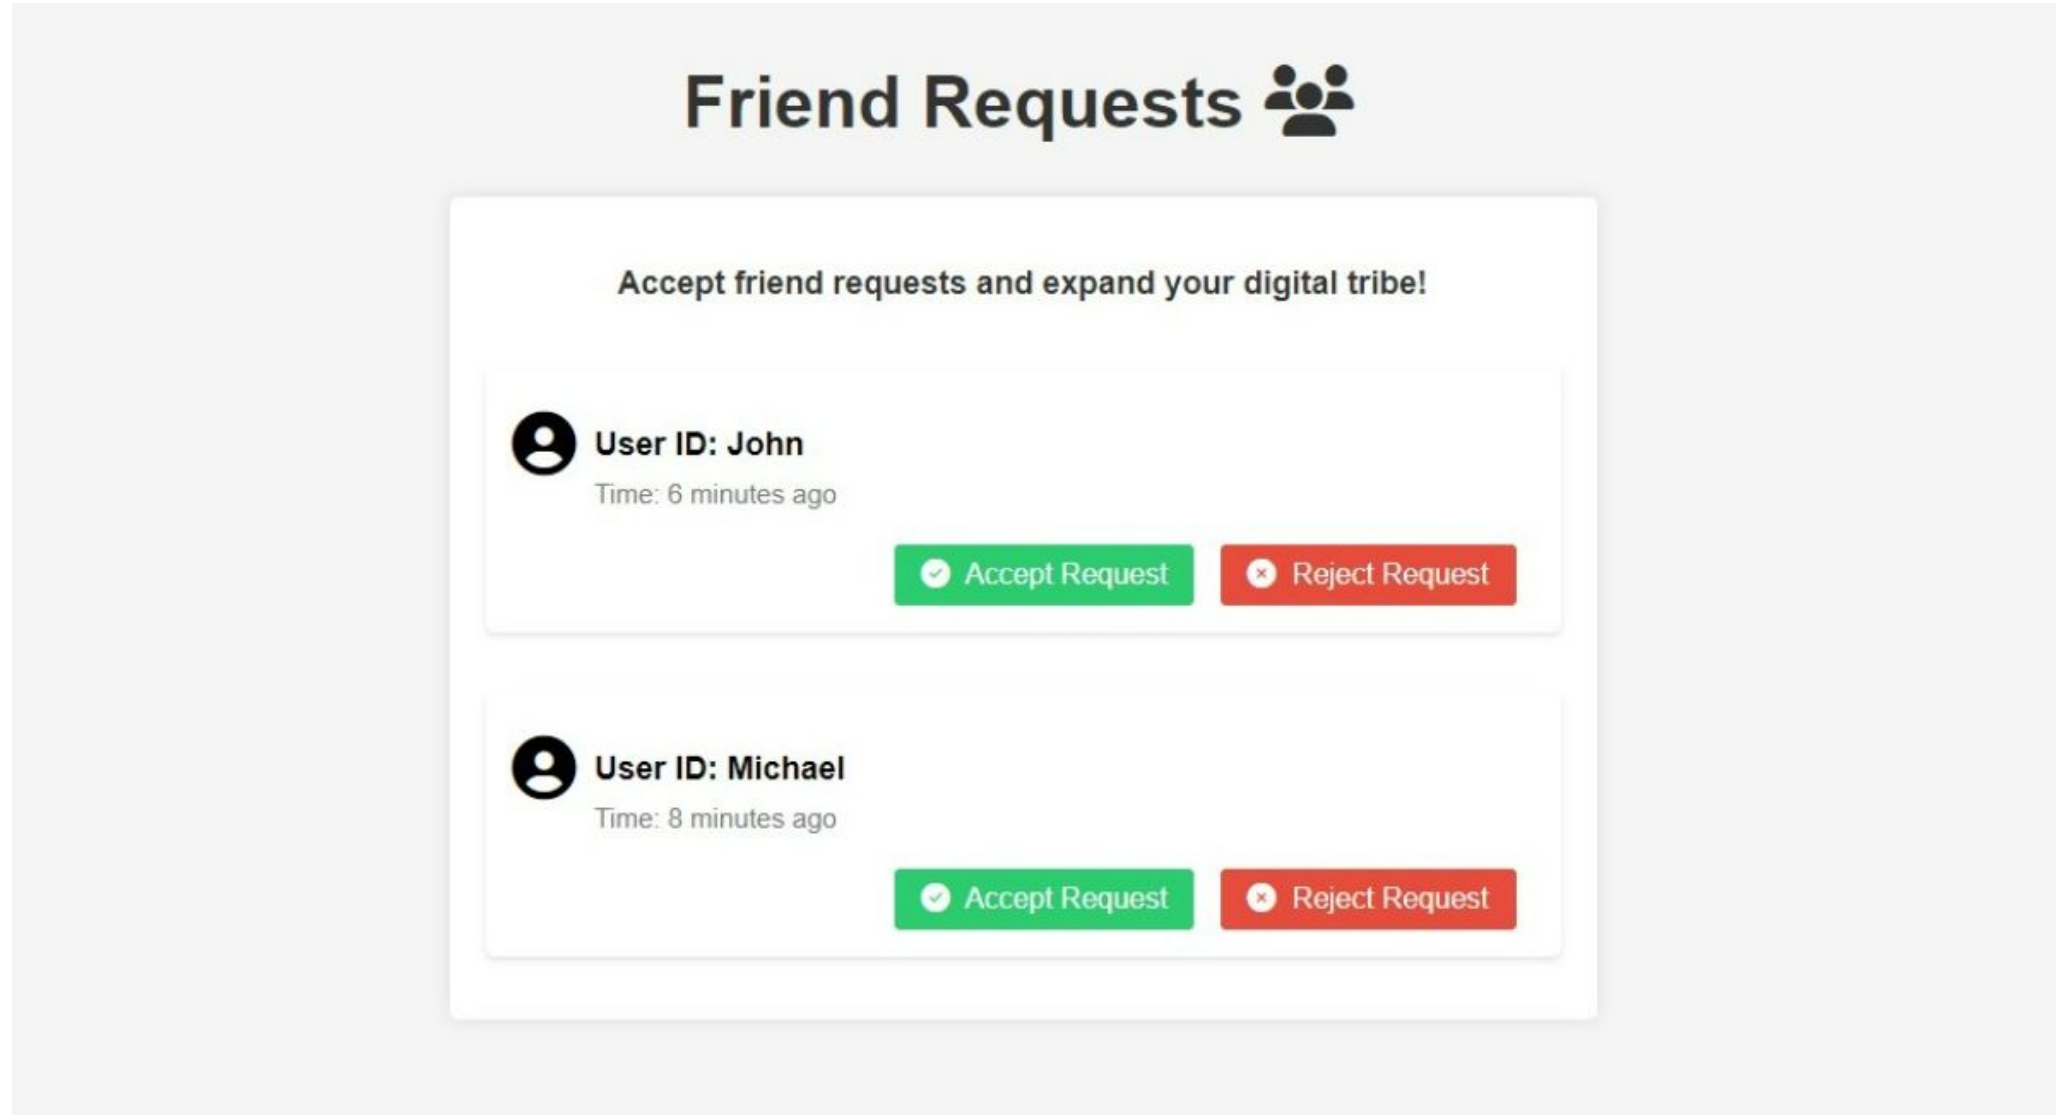 Friend Requests
Accept friend requests and expand your digital tribe!
User ID: John
Time: 6 minutes ago
Accept Request
Reject Request
User ID: Michael
Time: 8 minutes ago
Accept Request
Reject Request